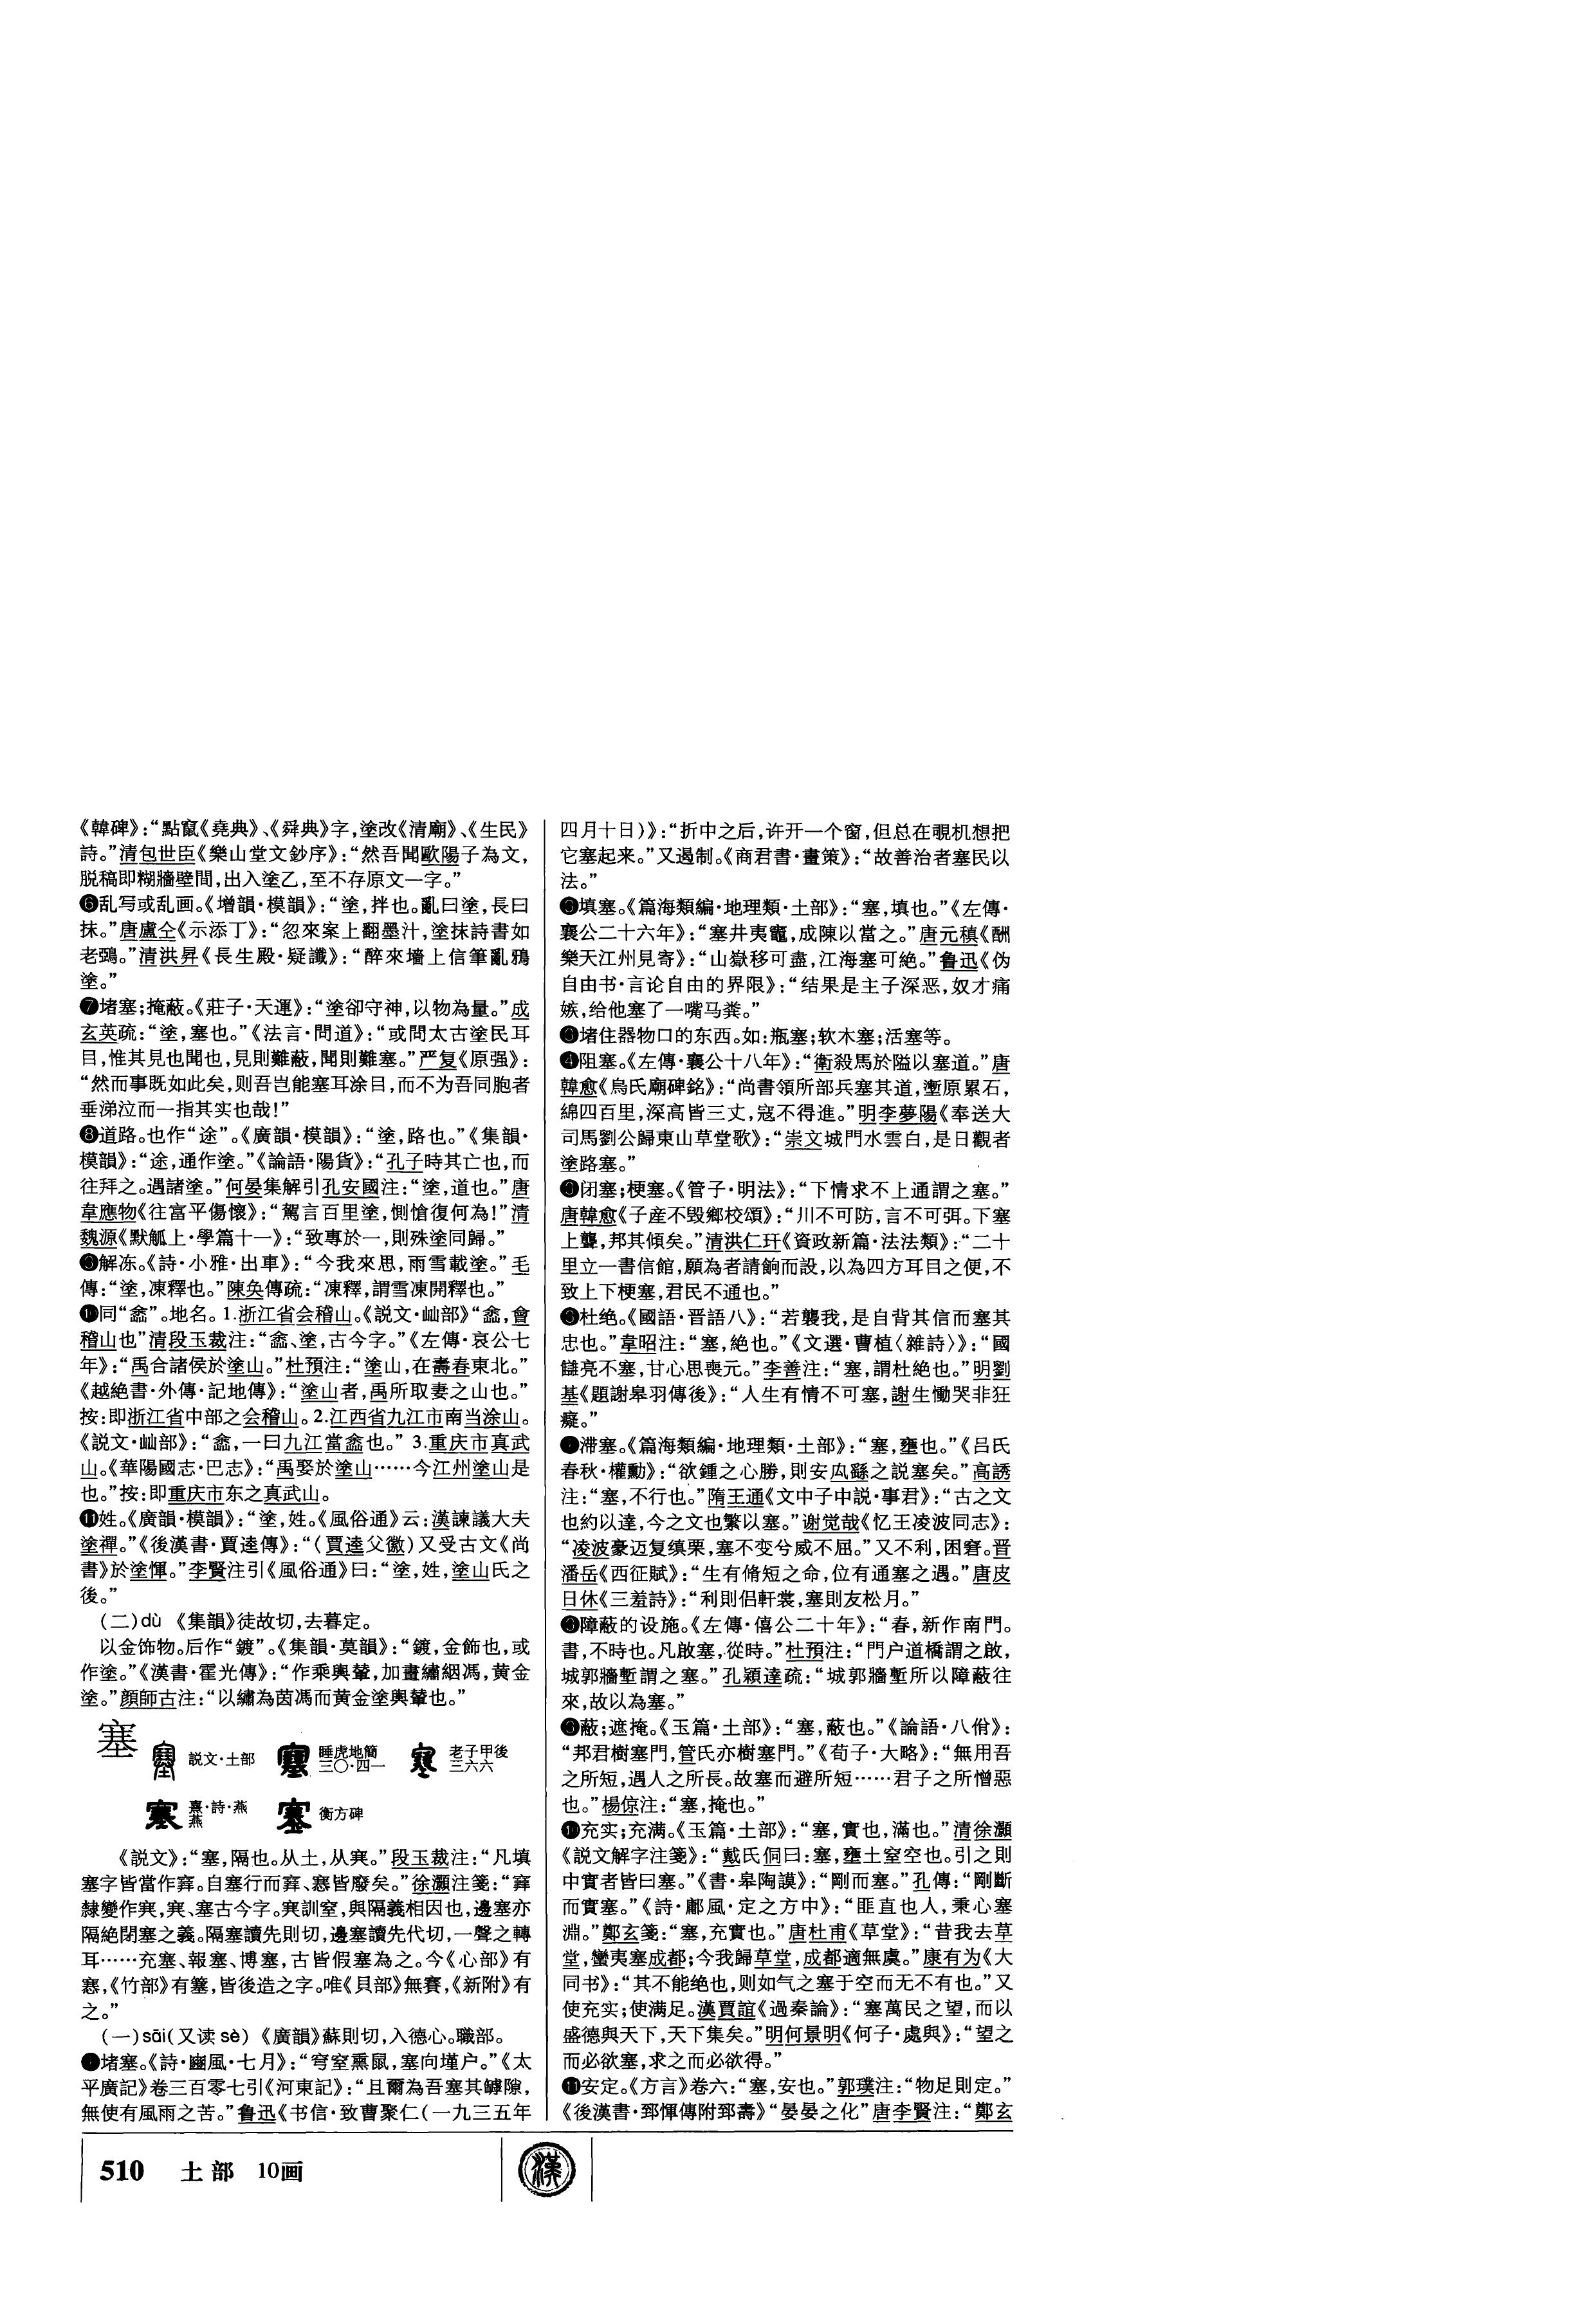 《韓碑》：“點竄《堯典》、《舜典》字，塗改《清廟》、《生民》
詩。”清包世臣《樂山堂文鈔序》：“然吾聞歐陽子為文，
脱稿即糊牆壁間，出入塗乙，至不存原文一字。”
❻乱写或乱画。《增韻·模韻》：“塗，抹也。亂曰塗，長曰
抹。”唐盧仝《示添丁》：“忽來案上翻墨汁，塗抹詩書如
老鴉。”清洪昇《長生殿·疑讖》：“醉來墻上信筆亂鴉
塗。”
❼堵塞；掩蔽。《莊子·天運》：“塗卻守神，以物為量。”成
玄英疏：“塗，塞也。”《法言·問道》：“或問太古塗民耳
目，惟其見也聞也，見則難蔽，聞則難塞。”严复《原强》：
“然而事既如此矣，则吾岂能塞耳涂目，而不为吾同胞者
垂涕泣而一指其实也哉！”
❽道路。也作“途”。《廣韻·模韻》：“塗，路也。”《集韻·
模韻》：“途，通作塗。”《論語·陽貨》：“孔子時其亡也，而
往拜之。遇諸塗。”何晏集解引孔安國注：“塗，道也。”唐
韋應物《往富平傷懷》：“駕言百里塗，惻愴復何為！”清
魏源《默觚上·學篇十一》：“致專於一，則殊塗同歸。”
❾解冻。《詩·小雅·出車》：“今我來思，雨雪載塗。”毛
傳：“塗，凍釋也。”陳奂傳疏：“凍釋，謂雪凍開釋也。”
❿同“嵞”。地名。1.浙江省会稽山。《説文·屾部》“嵞，會
稽山也”清段玉裁注：“嵞、塗，古今字。”《左傳·哀公七
年》：“禹合諸侯於塗山。”杜預注：“塗山，在壽春東北。”
《越絶書·外傳·記地傳》：“塗山者，禹所取妻之山也。”
按：即浙江省中部之会稽山。2.江西省九江市南当涂山。
《説文·屾部》：“嵞，一曰九江當嵞也。” 3.重庆市真武
山。《華陽國志·巴志》：“禹娶於塗山……今江州塗山是
也。”按：即重庆市东之真武山。
⓫姓。《廣韻·模韻》：“塗，姓。《風俗通》云：漢諫議大夫
塗禪。”《後漢書·賈逵傳》：“（賈逵父徽）又受古文《尚
書》於塗惲。”李賢注引《風俗通》曰：“塗，姓，塗山氏之
後。”
（二）dù 《集韻》徒故切，去暮定。
以金饰物。后作“鍍”。《集韻·莫韻》：“鍍，金飾也，或
作塗。”《漢書·霍光傳》：“作乘輿輦，加畫繡絪馮，黄金
塗。”顔師古注：“以繡為茵馮而黄金塗輿輦也。”
塞
説文·土部 睡虎地簡三〇·四一 老子甲後三六六
熹·詩·燕燕 衡方碑
《説文》：“塞，隔也。从土，从𡫳。”段玉裁注：“凡填
塞字皆當作㥶。自塞行而㥶、寨皆廢矣。”徐灝注箋：“㥶
隸變作寒，寒、塞古今字。寒訓窒，與隔義相因也，邊塞亦
隔絶閉塞之義。隔塞讀先則切，邊塞讀先代切，一聲之轉
耳……充塞、報塞、博塞，古皆假塞為之。今《心部》有
㥶，《竹部》有簺，皆後造之字。唯《貝部》無賽，《新附》有
之。”
（一）sāi（又读 sè） 《廣韻》蘇則切，入德心。職部。
❶堵塞。《詩·豳風·七月》：“穹窒熏鼠，塞向墐户。”《太
平廣記》卷三百零七引《河東記》：“且爾為吾塞其罅隙，
無使有風雨之苦。”鲁迅《书信·致曹聚仁（一九三五年
四月十日）》：“折中之后，许开一个窗，但总在覗机想把
它塞起来。”又遏制。《商君書·畫策》：“故善治者塞民以
法。”
❷填塞。《篇海類編·地理類·土部》：“塞，填也。”《左傳·
襄公二十六年》：“塞井夷竈，成陳以當之。”唐元稹《酬
樂天江州見寄》：“山嶽移可盡，江海塞可絶。”鲁迅《伪
自由书·言论自由的界限》：“结果是主子深恶，奴才痛
嫉，给他塞了一嘴马粪。”
❸堵住器物口的东西。如：瓶塞；软木塞；活塞等。
❹阻塞。《左傳·襄公十八年》：“衛殺馬於隘以塞道。”唐
韓愈《烏氏廟碑銘》：“尚書領所部兵塞其道，壍原累石，
綿四百里，深高皆三丈，寇不得進。”明李夢陽《奉送大
司馬劉公歸東山草堂歌》：“崇文城門水雲白，是日觀者
塗路塞。”
❺闭塞；梗塞。《管子·明法》：“下情求不上通謂之塞。”
唐韓愈《子産不毁鄉校頌》：“川不可防，言不可弭。下塞
上聾，邦其傾矣。”清洪仁玕《資政新篇·法法類》：“二十
里立一書信館，願為者請餉而設，以為四方耳目之便，不
致上下梗塞，君民不通也。”
❻杜绝。《國語·晋語八》：“若襲我，是自背其信而塞其
忠也。”韋昭注：“塞，絶也。”《文選·曹植〈雜詩〉》：“國
讎亮不塞，甘心思喪元。”李善注：“塞，謂杜絶也。”明劉
基《題謝皋羽傳後》：“人生有情不可塞，謝生慟哭非狂
癡。”
❼滞塞。《篇海類編·地理類·土部》：“塞，壅也。”《吕氏
春秋·權勳》：“欲鍾之心勝，則安厹繇之説塞矣。”高誘
注：“塞，不行也。”隋王通《文中子中説·事君》：“古之文
也約以達，今之文也繁以塞。”谢觉哉《忆王凌波同志》：
“凌波豪迈复缜栗，塞不变兮威不屈。”又不利，困窘。晋
潘岳《西征賦》：“生有脩短之命，位有通塞之遇。”唐皮
日休《三羞詩》：“利則侣軒裳，塞則友松月。”
❽障蔽的设施。《左傳·僖公二十年》：“春，新作南門。
書，不時也。凡啟塞，從時。”杜預注：“門户道橋謂之啟，
城郭牆塹謂之塞。”孔穎達疏：“城郭牆塹所以障蔽往
來，故以為塞。”
❾蔽；遮掩。《玉篇·土部》：“塞，蔽也。”《論語·八佾》：
“邦君樹塞門，管氏亦樹塞門。”《荀子·大略》：“無用吾
之所短，遇人之所長。故塞而避所短……君子之所憎惡
也。”楊倞注：“塞，掩也。”
❿充实；充满。《玉篇·土部》：“塞，實也，滿也。”清徐灝
《説文解字注箋》：“戴氏侗曰：塞，壅土窒空也。引之則
中實者皆曰塞。”《書·皋陶謨》：“剛而塞。”孔傳：“剛斷
而實塞。”《詩·鄘風·定之方中》：“匪直也人，秉心塞
淵。”鄭玄箋：“塞，充實也。”唐杜甫《草堂》：“昔我去草
堂，蠻夷塞成都；今我歸草堂，成都適無虞。”康有为《大
同书》：“其不能绝也，则如气之塞于空而无不有也。”又
使充实；使满足。漢賈誼《過秦論》：“塞萬民之望，而以
盛德與天下，天下集矣。”明何景明《何子·處與》：“望之
而必欲塞，求之而必欲得。”
⓫安定。《方言》卷六：“塞，安也。”郭璞注：“物足則定。”
《後漢書·郅惲傳附郅壽》“晏晏之化”唐李賢注：“鄭玄
510 土部 10画
漢